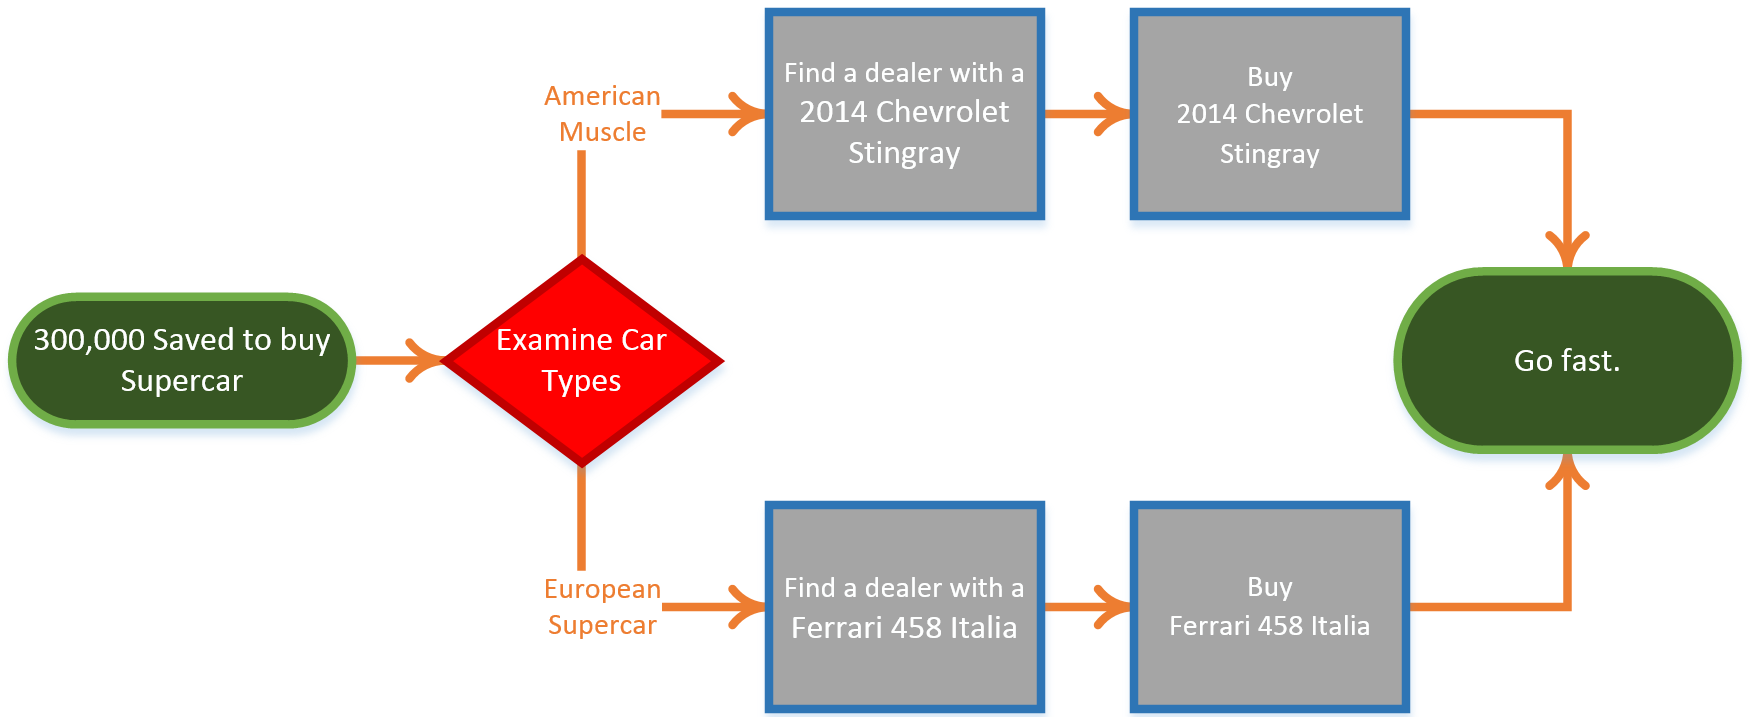 300,000 Saved to buy
Supercar
Examine Car
Types
American
Muscle
Find a dealer with a
2014 Chevrolet
Stingray
Buy
2014 Chevrolet
Stingray
European
Supercar
Find a dealer with a
Ferrari 458 Italia
Buy
Ferrari 458 Italia
Go fast.